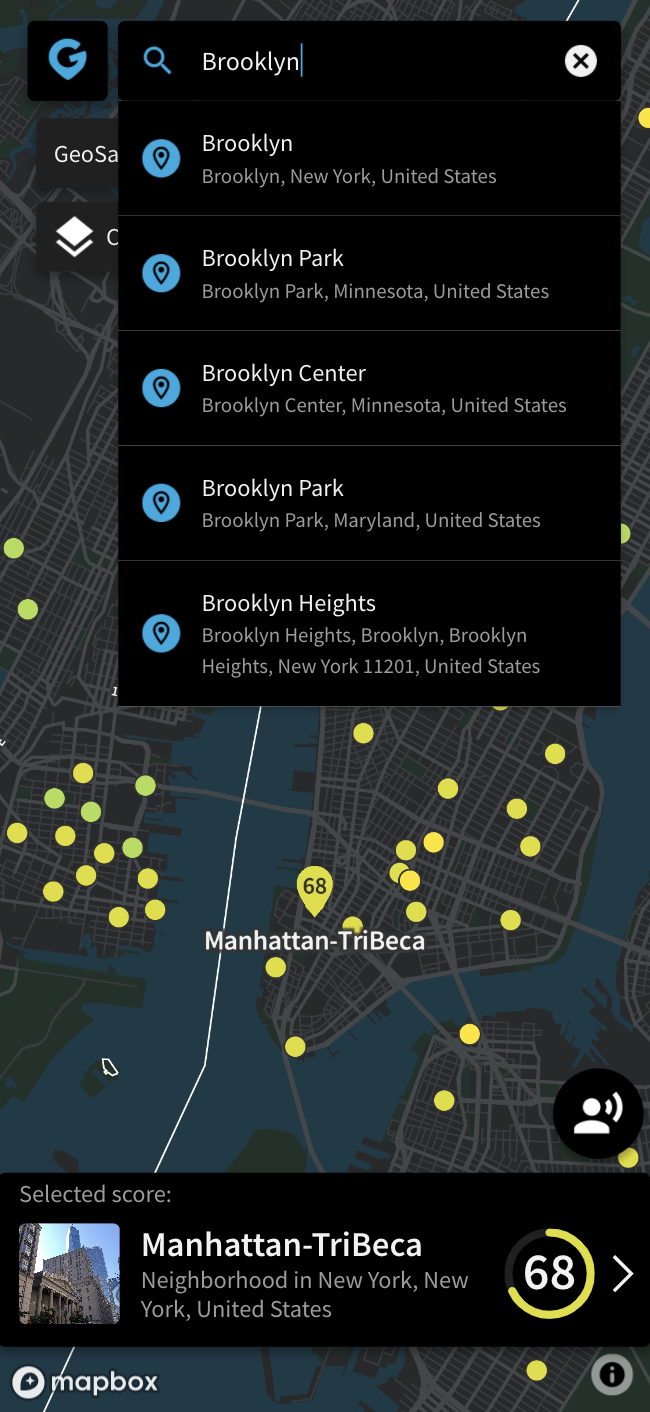 Brooklyn
GeoSa
Brooklyn
Brooklyn, New York, United States
Brooklyn Park
Brooklyn Park, Minnesota, United States
Brooklyn Center
Brooklyn Center, Minnesota, United States
Brooklyn Park
Brooklyn Park, Maryland, United States
Brooklyn Heights
Brooklyn Heights, Brooklyn, Brooklyn
Heights, New York 11201, United States
68
Manhattan-TriBeca
Selected score:
Manhattan-TriBeca
Neighborhood in New York, New
York, United States
68
mapbox